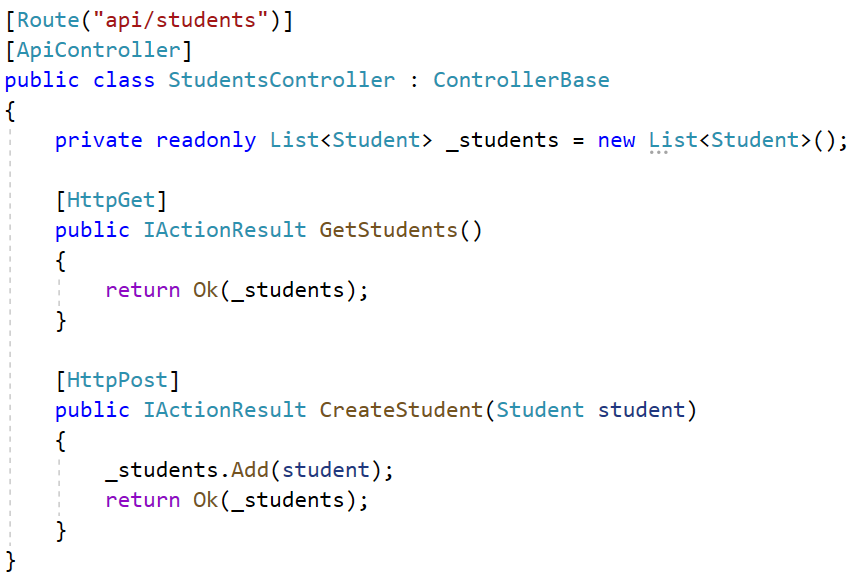 [Route("api/students")]
[ApiController]
public class StudentsController : ControllerBase
{
    private readonly List<Student> _students = new List<Student>();

    [HttpGet]
    public IActionResult GetStudents()
    {
        return Ok(_students);
    }

    [HttpPost]
    public IActionResult CreateStudent(Student student)
    {
        _students.Add(student);
        return Ok(_students);
    }
}